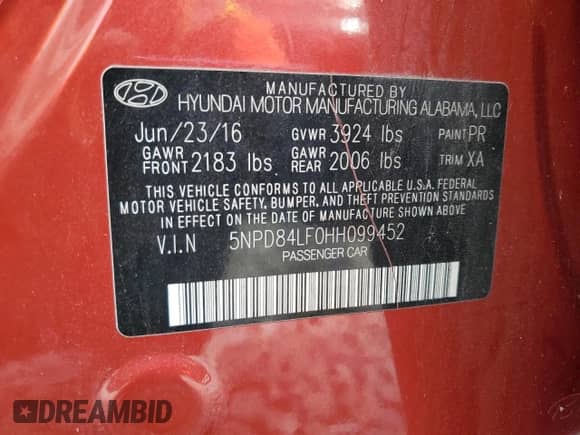 MANUFACTURED BY
HYUNDAI MOTOR MANUFACTURING ALABAMA, LLC
Jun/23/16 GVWR 3924 lbs PAINT PR
GAWR FRONT 2183 lbs GAWR REAR 2006 lbs TRIM XA
THIS VEHICLE CONFORMS TO ALL APPLICABLE U.S.A. FEDERAL
MOTOR VEHICLE SAFETY, BUMPER, AND THEFT PREVENTION STANDARDS
IN EFFECT ON THE DATE OF MANUFACTURE SHOWN ABOVE.
V.I.N 5NPD84LF0HH099452
PASSENGER CAR
DREAMBID